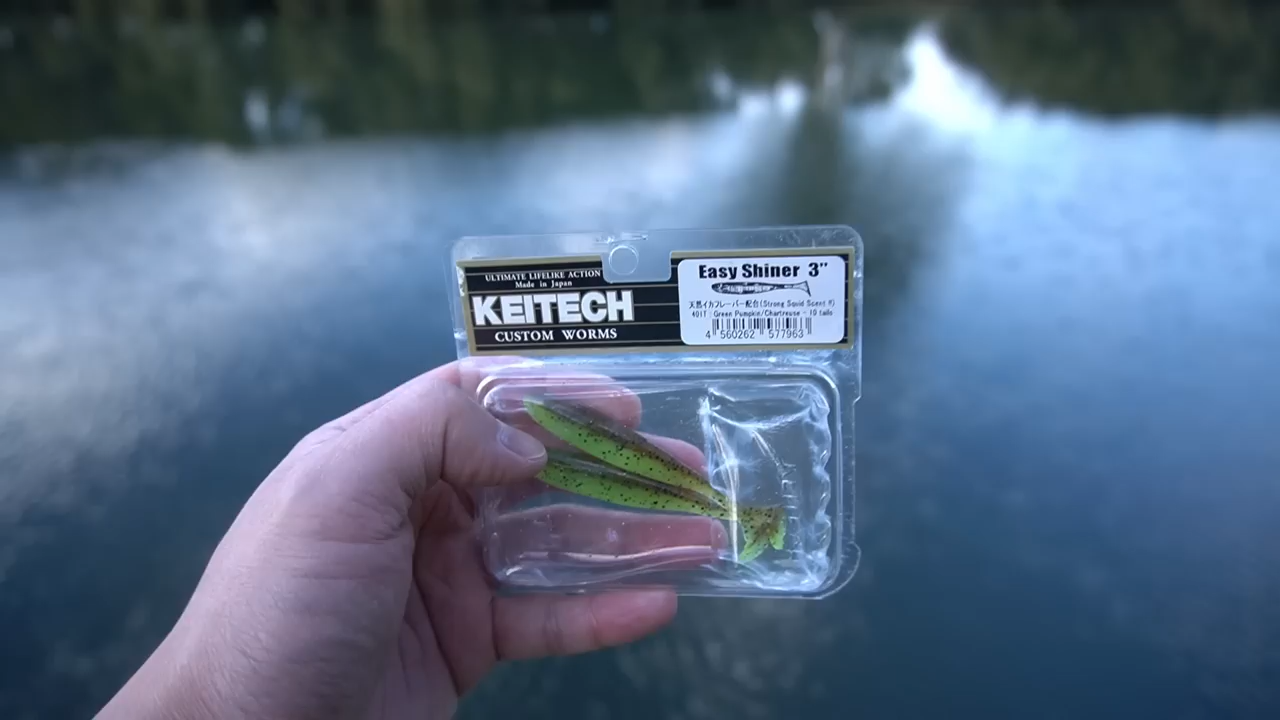 ULTIMATE LIFELIKE ACTION
Made in Japan
KEITECH
CUSTOM WORMS
Easy Shiner 3"
天然イカフレーバー配合(Strong Squid Scent !!)
401T : Green Pumpkin/Chartreuse - 10 tails
4 560262 577963